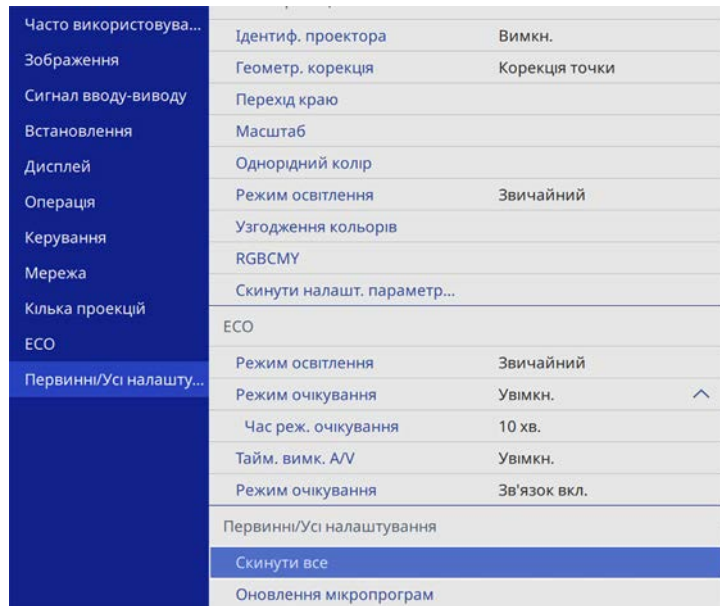 Часто використовува...
Зображення
Сигнал вводу-виводу
Встановлення
Дисплей
Операція
Керування
Мережа
Кілька проекцій
ECO
Первинні/Усі налашту...
Ідентиф. проектора Вимкн.
Геометр. корекція Корекція точки
Перехід краю
Масштаб
Однорідний колір
Режим освітлення Звичайний
Узгодження кольорів
RGBCMY
Скинути налашт. параметр...
ECO
Режим освітлення Звичайний
Режим очікування Увімкн.
Час реж. очікування 10 хв.
Тайм. вимк. A/V Увімкн.
Режим очікування Зв'язок вкл.
Первинні/Усі налаштування
Скинути все
Оновлення мікропрограм